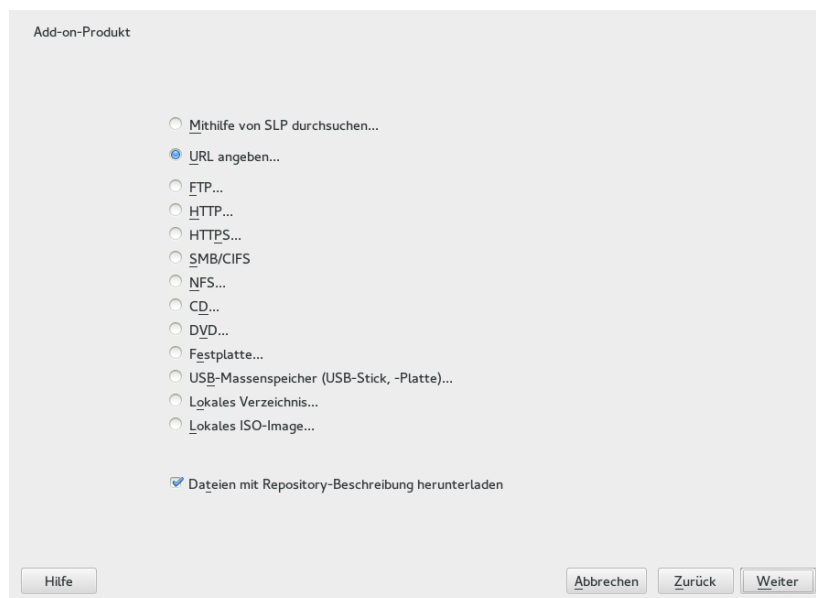 Add-on-Produkt
Mithilfe von SLP durchsuchen...
URL angeben...
FTP...
HTTP...
HTTPS...
SMB/CIFS
NFS...
CD...
DVD...
Festplatte...
USB-Massenspeicher (USB-Stick, -Platte)...
Lokales Verzeichnis...
Lokales ISO-Image...
Dateien mit Repository-Beschreibung herunterladen
Hilfe Abbrechen Zurück Weiter